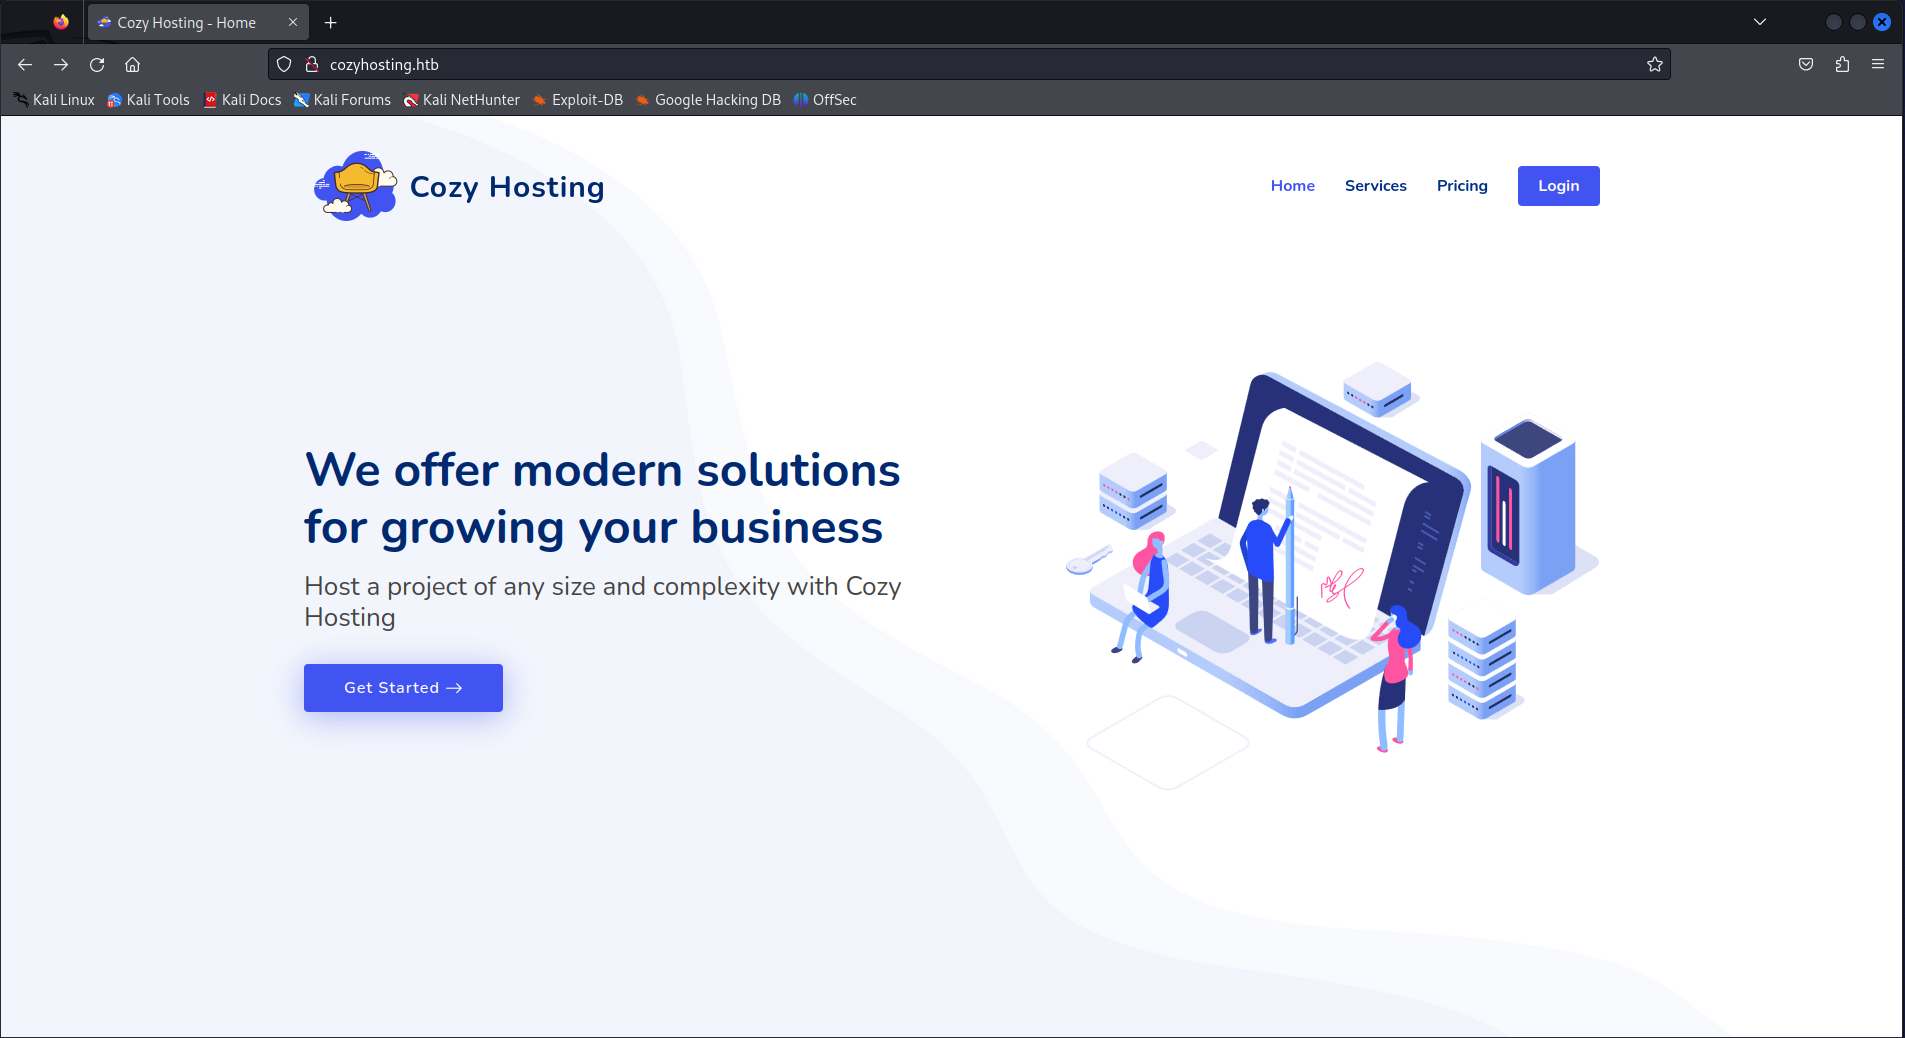 Cozy Hosting - Home
cozyhosting.htb
Kali Linux Kali Tools Kali Docs Kali Forums Kali NetHunter Exploit-DB Google Hacking DB OffSec
Cozy Hosting Home Services Pricing Login
We offer modern solutions
for growing your business
Host a project of any size and complexity with Cozy
Hosting
Get Started →